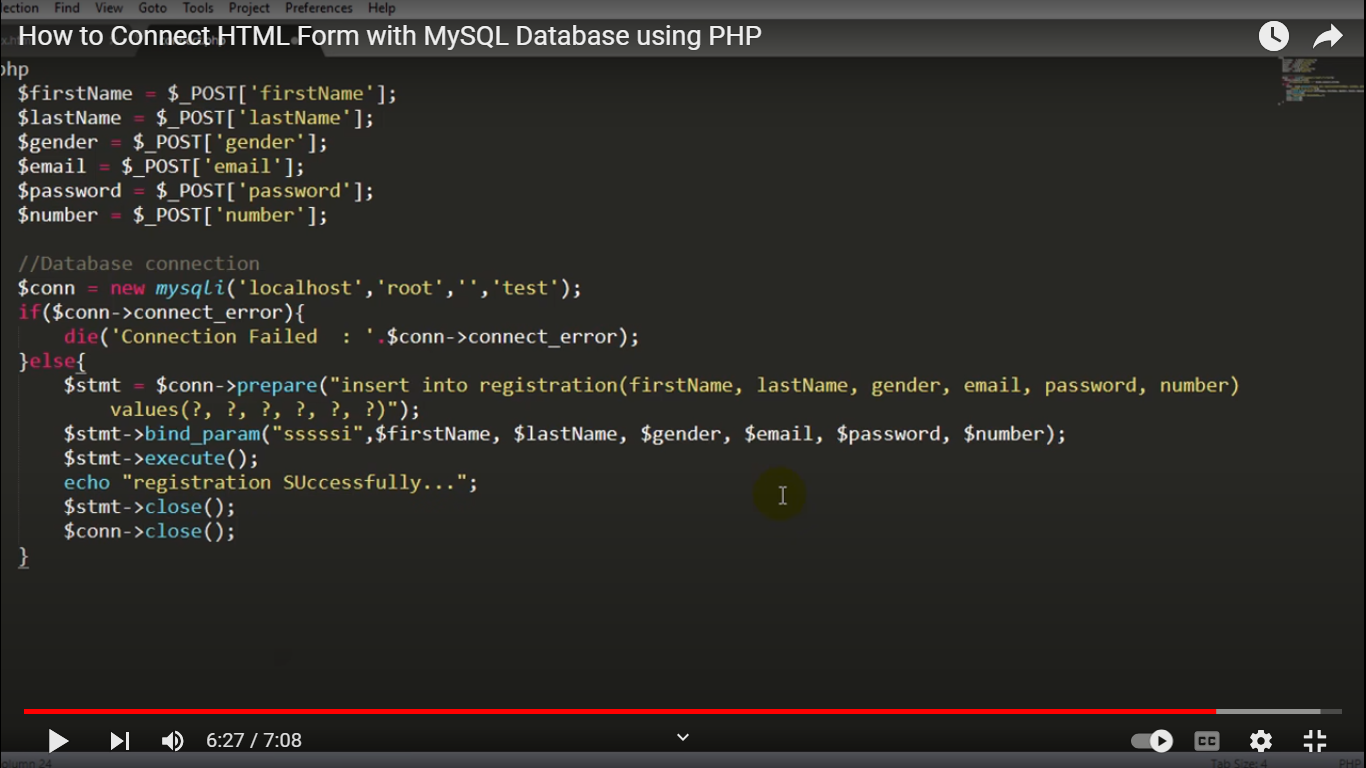 lection Find View Goto Tools Project Preferences Help
How to Connect HTML Form with MySQL Database using PHP
php
$firstName = $_POST['firstName'];
$lastName = $_POST['lastName'];
$gender = $_POST['gender'];
$email = $_POST['email'];
$password = $_POST['password'];
$number = $_POST['number'];
//Database connection
$conn = new mysqli('localhost','root','','test');
if($conn->connect_error){
die('Connection Failed  : '.$conn->connect_error);
}else{
$stmt = $conn->prepare("insert into registration(firstName, lastName, gender, email, password, number)
values(?, ?, ?, ?, ?, ?)");
$stmt->bind_param("sssssi",$firstName, $lastName, $gender, $email, $password, $number);
$stmt->execute();
echo "registration SUccessfully...";
$stmt->close();
$conn->close();
}
6:27 / 7:08
CC
olumn 24
Tab Size: 4
PHP